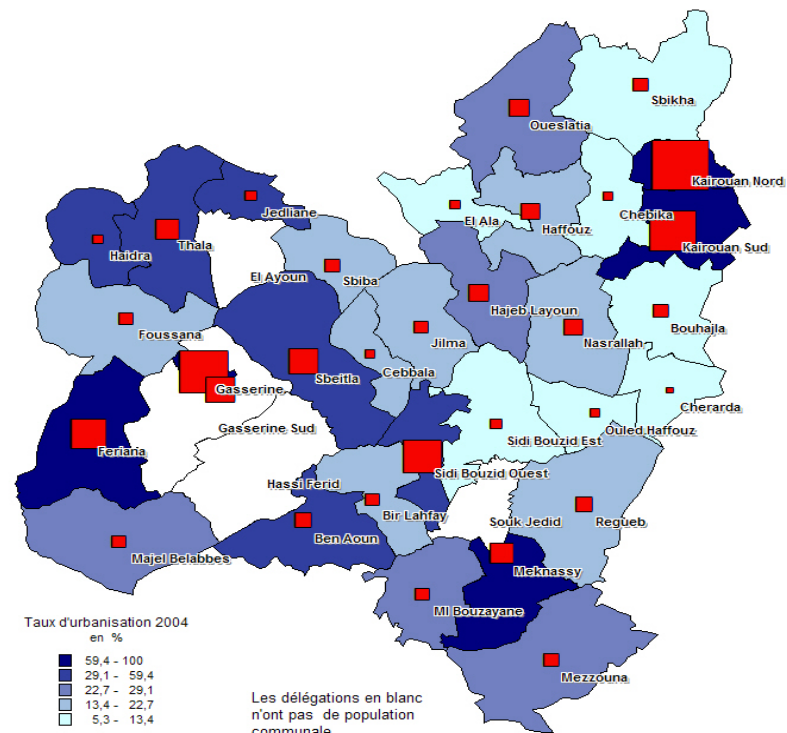 Sbikha
Oueslatia
Kairouan Nord
Jedliane
El Ala
Chebika
Haffouz
Thala
Kairouan Sud
Haidra
El Ayoun
Sbiba
Hajeb Layoun
Bouhajla
Foussana
Jilma
Nasrallah
Cebbala
Sbeitla
Gasserine
Cherarda
Gasserine Sud
Ouled Haffouz
Sidi Bouzid Est
Feriana
Sidi Bouzid Ouest
Hassi Ferid
Bir Lahfay
Souk Jedid
Regueb
Ben Aoun
Majel Belabbes
Meknassy
Ml Bouzayane
Mezzouna
Taux d'urbanisation 2004
en %
59,4 - 100
29,1 - 59,4
22,7 - 29,1
13,4 - 22,7
5,3 - 13,4
Les délégations en blanc
n'ont pas de population
communale